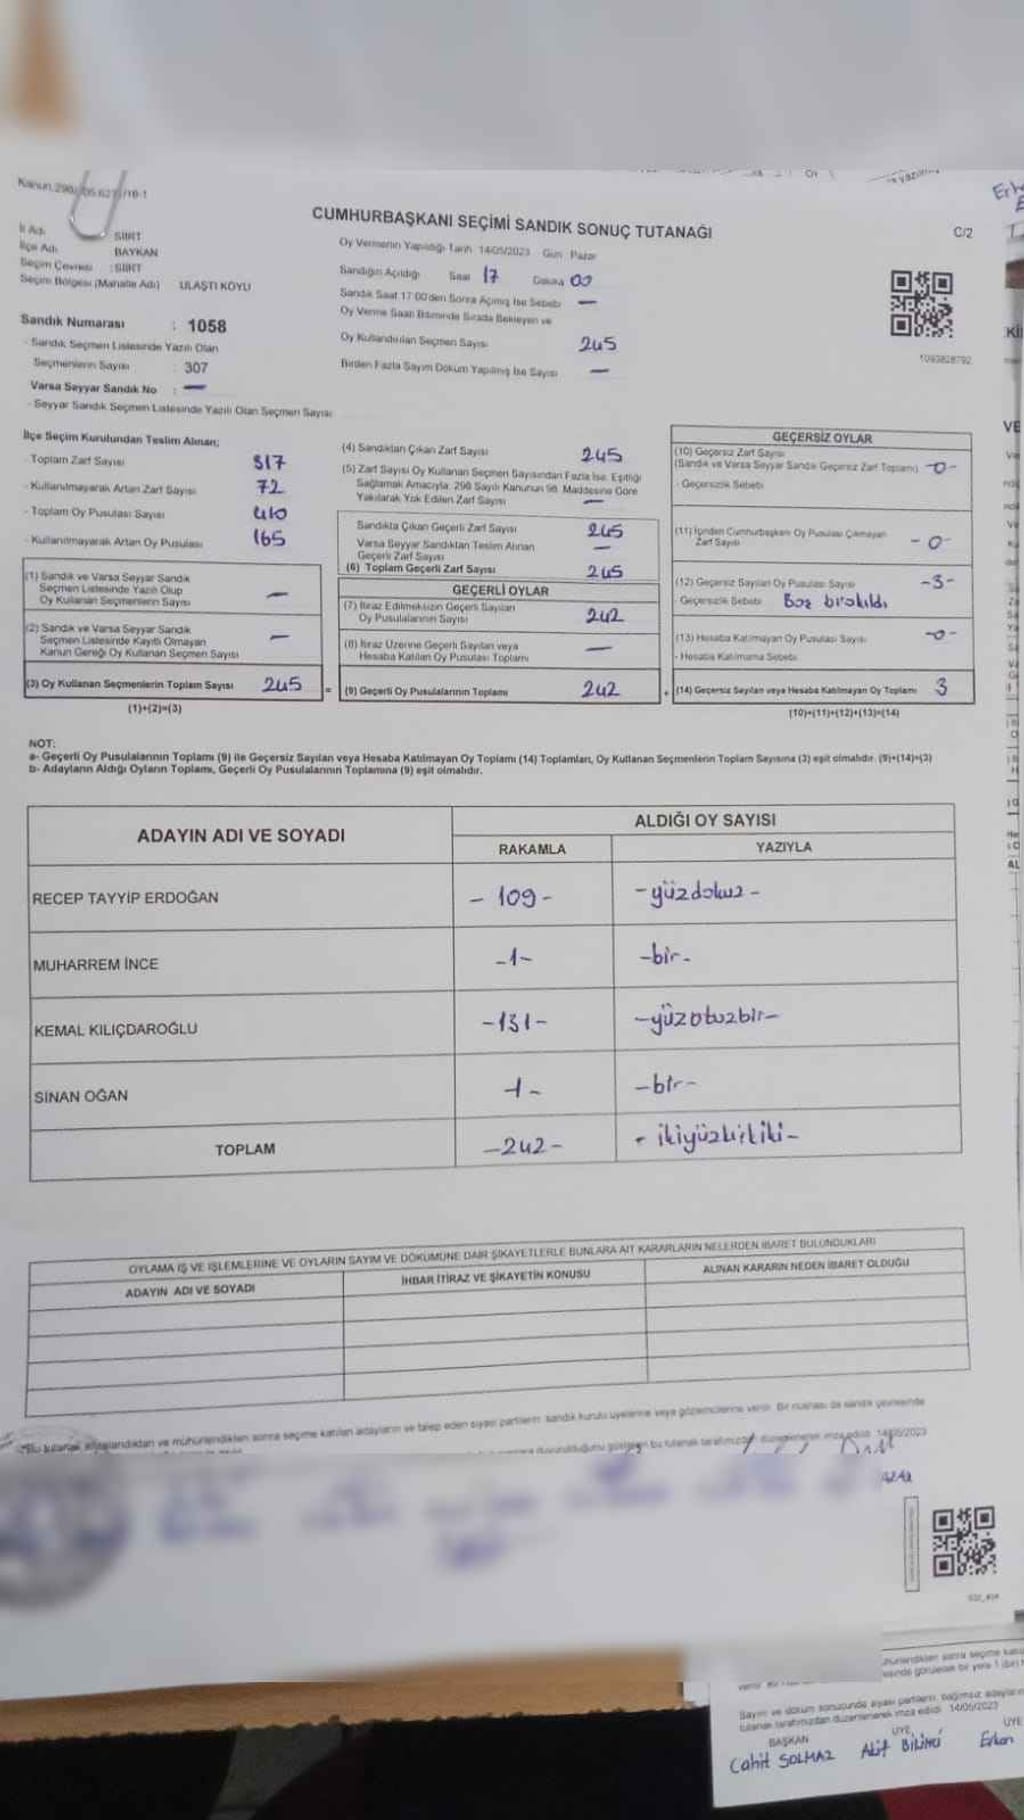 CUMHURBAŞKANI SEÇİMİ SANDIK SONUÇ TUTANAĞI
C/2
İl Adı : SİİRT
İlçe Adı BAYKAN
Seçim Çevresi : SİİRT
Seçim Bölgesi (Mahalle Adı) ULAŞTI KÖYÜ
Sandık Numarası : 1058
- Sandık Seçmen Listesinde Yazılı Olan
Seçmenlerin Sayısı : 307
Varsa Seyyar Sandık No : —
- Seyyar Sandık Seçmen Listesinde Yazılı Olan Seçmen Sayısı
Oy Vermenin Yapıldığı Tarih 14/05/2023 Gün Pazar
Sandığın Açıldığı Saat 17 Dakika 00
Sandık Saat 17:00'den Sonra Açılmış İse Sebebi —
Oy Verme Saati Bitiminde Sırada Bekleyen ve
Oy Kullandırılan Seçmen Sayısı 245
Birden Fazla Sayım Döküm Yapılmış İse Sayısı —
1093828792
İlçe Seçim Kurulundan Teslim Alınan;
- Toplam Zarf Sayısı 317
- Kullanılmayarak Artan Zarf Sayısı 72
- Toplam Oy Pusulası Sayısı 410
- Kullanılmayarak Artan Oy Pusulası 165
(1) Sandık ve Varsa Seyyar Sandık
Seçmen Listesinde Yazılı Olup
Oy Kullanan Seçmenlerin Sayısı —
(2) Sandık ve Varsa Seyyar Sandık
Seçmen Listesinde Kayıtlı Olmayan
Kanun Gereği Oy Kullanan Seçmen Sayısı —
(3) Oy Kullanan Seçmenlerin Toplam Sayısı 245
(1)+(2)=(3)
(4) Sandıktan Çıkan Zarf Sayısı 245
(5) Zarf Sayısı Oy Kullanan Seçmen Sayısından Fazla İse, Eşitliği
Sağlamak Amacıyla; 298 Sayılı Kanunun 98. Maddesine Göre
Yakılarak Yok Edilen Zarf Sayısı —
Sandıkta Çıkan Geçerli Zarf Sayısı 245
Varsa Seyyar Sandıktan Teslim Alınan
Geçerli Zarf Sayısı —
(6) Toplam Geçerli Zarf Sayısı 245
GEÇERLİ OYLAR
(7) İtiraz Edilmeksizin Geçerli Sayılan
Oy Pusulalarının Sayısı 242
(8) İtiraz Üzerine Geçerli Sayılan veya
Hesaba Katılan Oy Pusulası Toplamı —
= (9) Geçerli Oy Pusulalarının Toplamı 242
GEÇERSİZ OYLAR
(10) Geçersiz Zarf Sayısı
(Sandık ve Varsa Seyyar Sandık Geçersiz Zarf Toplamı) -0-
- Geçersizlik Sebebi
(11) İçinden Cumhurbaşkanı Oy Pusulası Çıkmayan
Zarf Sayısı -0-
(12) Geçersiz Sayılan Oy Pusulası Sayısı -3-
- Geçersizlik Sebebi Boş bırakıldı
(13) Hesaba Katılmayan Oy Pusulası Sayısı -0-
- Hesaba Katılmama Sebebi
+ (14) Geçersiz Sayılan veya Hesaba Katılmayan Oy Toplamı 3
(10)+(11)+(12)+(13)=(14)
NOT:
a- Geçerli Oy Pusulalarının Toplamı (9) ile Geçersiz Sayılan veya Hesaba Katılmayan Oy Toplamı (14) Toplamları, Oy Kullanan Seçmenlerin Toplam Sayısına (3) eşit olmalıdır. (9)+(14)=(3)
b- Adayların Aldığı Oyların Toplamı, Geçerli Oy Pusulalarının Toplamına (9) eşit olmalıdır.
ADAYIN ADI VE SOYADI
ALDIĞI OY SAYISI
RAKAMLA YAZIYLA
RECEP TAYYİP ERDOĞAN - 109 - - yüzdokuz -
MUHARREM İNCE -1- -bir-
KEMAL KILIÇDAROĞLU -131- -yüzotuzbir-
SİNAN OĞAN -1- -bir-
TOPLAM -242- - ikiyüzkırkiki-
OYLAMA İŞ VE İŞLEMLERİNE VE OYLARIN SAYIM VE DÖKÜMÜNE DAİR ŞİKAYETLERLE BUNLARA AİT KARARLARIN NELERDEN İBARET BULUNDUKLARI
ADAYIN ADI VE SOYADI İHBAR İTİRAZ VE ŞİKAYETİN KONUSU ALINAN KARARIN NEDEN İBARET OLDUĞU
14/05/2023
BAŞKAN ÜYE ÜYE
Cahit SOLMAZ Akif Bilinci Erkan